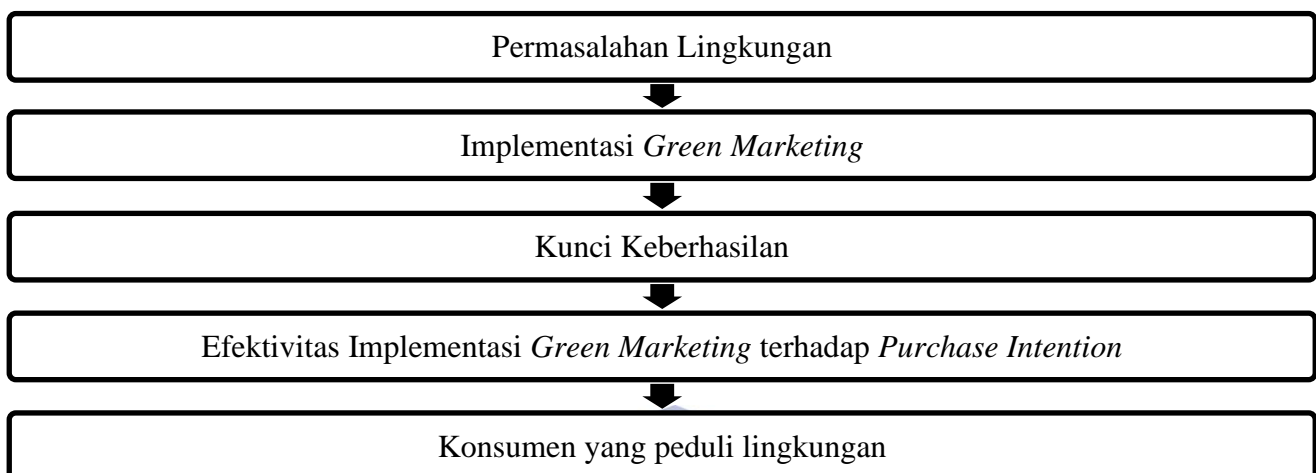 Permasalahan Lingkungan
Implementasi Green Marketing
Kunci Keberhasilan
Efektivitas Implementasi Green Marketing terhadap Purchase Intention
Konsumen yang peduli lingkungan